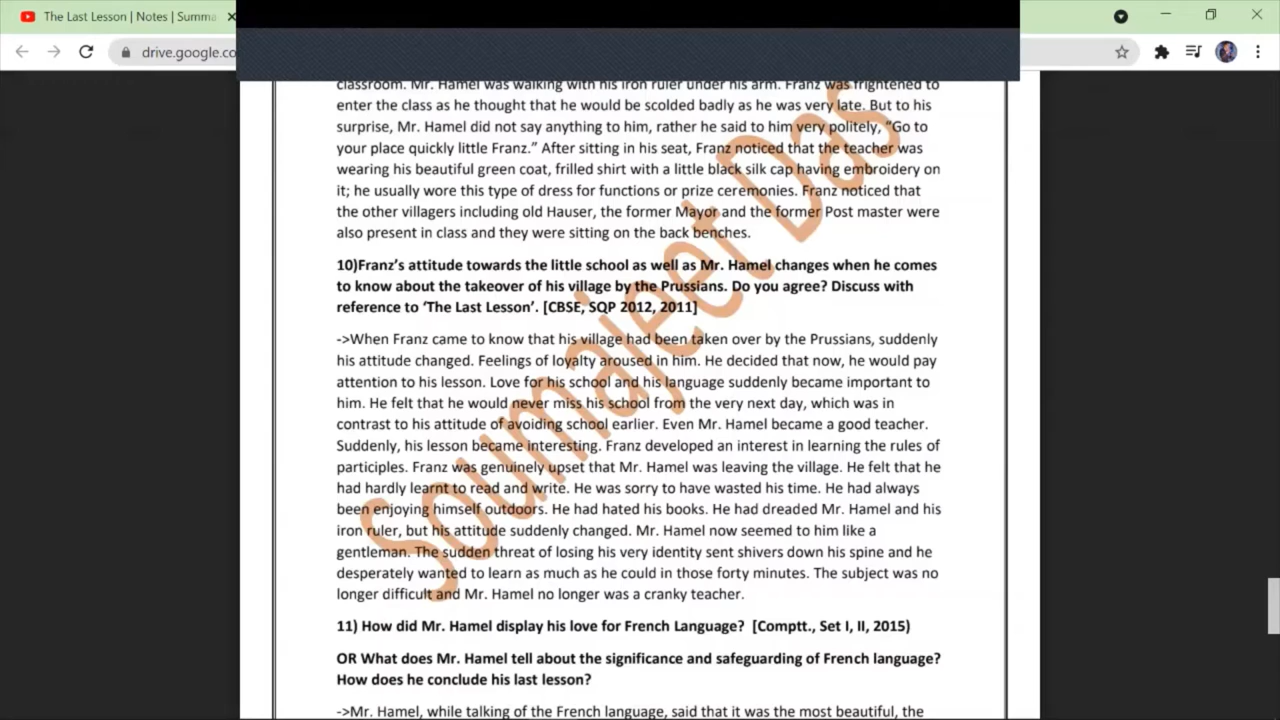 The Last Lesson | Notes | Summa
drive.google.co
classroom. Mr. Hamel was walking with his iron ruler under his arm. Franz was frightened to
enter the class as he thought that he would be scolded badly as he was very late. But to his
surprise, Mr. Hamel did not say anything to him, rather he said to him very politely, “Go to
your place quickly little Franz.” After sitting in his seat, Franz noticed that the teacher was
wearing his beautiful green coat, frilled shirt with a little black silk cap having embroidery on
it; he usually wore this type of dress for functions or prize ceremonies. Franz noticed that
the other villagers including old Hauser, the former Mayor and the former Post master were
also present in class and they were sitting on the back benches.
10)Franz’s attitude towards the little school as well as Mr. Hamel changes when he comes
to know about the takeover of his village by the Prussians. Do you agree? Discuss with
reference to ‘The Last Lesson’. [CBSE, SQP 2012, 2011]
->When Franz came to know that his village had been taken over by the Prussians, suddenly
his attitude changed. Feelings of loyalty aroused in him. He decided that now, he would pay
attention to his lesson. Love for his school and his language suddenly became important to
him. He felt that he would never miss his school from the very next day, which was in
contrast to his attitude of avoiding school earlier. Even Mr. Hamel became a good teacher.
Suddenly, his lesson became interesting. Franz developed an interest in learning the rules of
participles. Franz was genuinely upset that Mr. Hamel was leaving the village. He felt that he
had hardly learnt to read and write. He was sorry to have wasted his time. He had always
been enjoying himself outdoors. He had hated his books. He had dreaded Mr. Hamel and his
iron ruler, but his attitude suddenly changed. Mr. Hamel now seemed to him like a
gentleman. The sudden threat of losing his very identity sent shivers down his spine and he
desperately wanted to learn as much as he could in those forty minutes. The subject was no
longer difficult and Mr. Hamel no longer was a cranky teacher.
11) How did Mr. Hamel display his love for French Language? [Comptt., Set I, II, 2015)
OR What does Mr. Hamel tell about the significance and safeguarding of French language?
How does he conclude his last lesson?
->Mr. Hamel, while talking of the French language, said that it was the most beautiful, the
Soumajeet Das